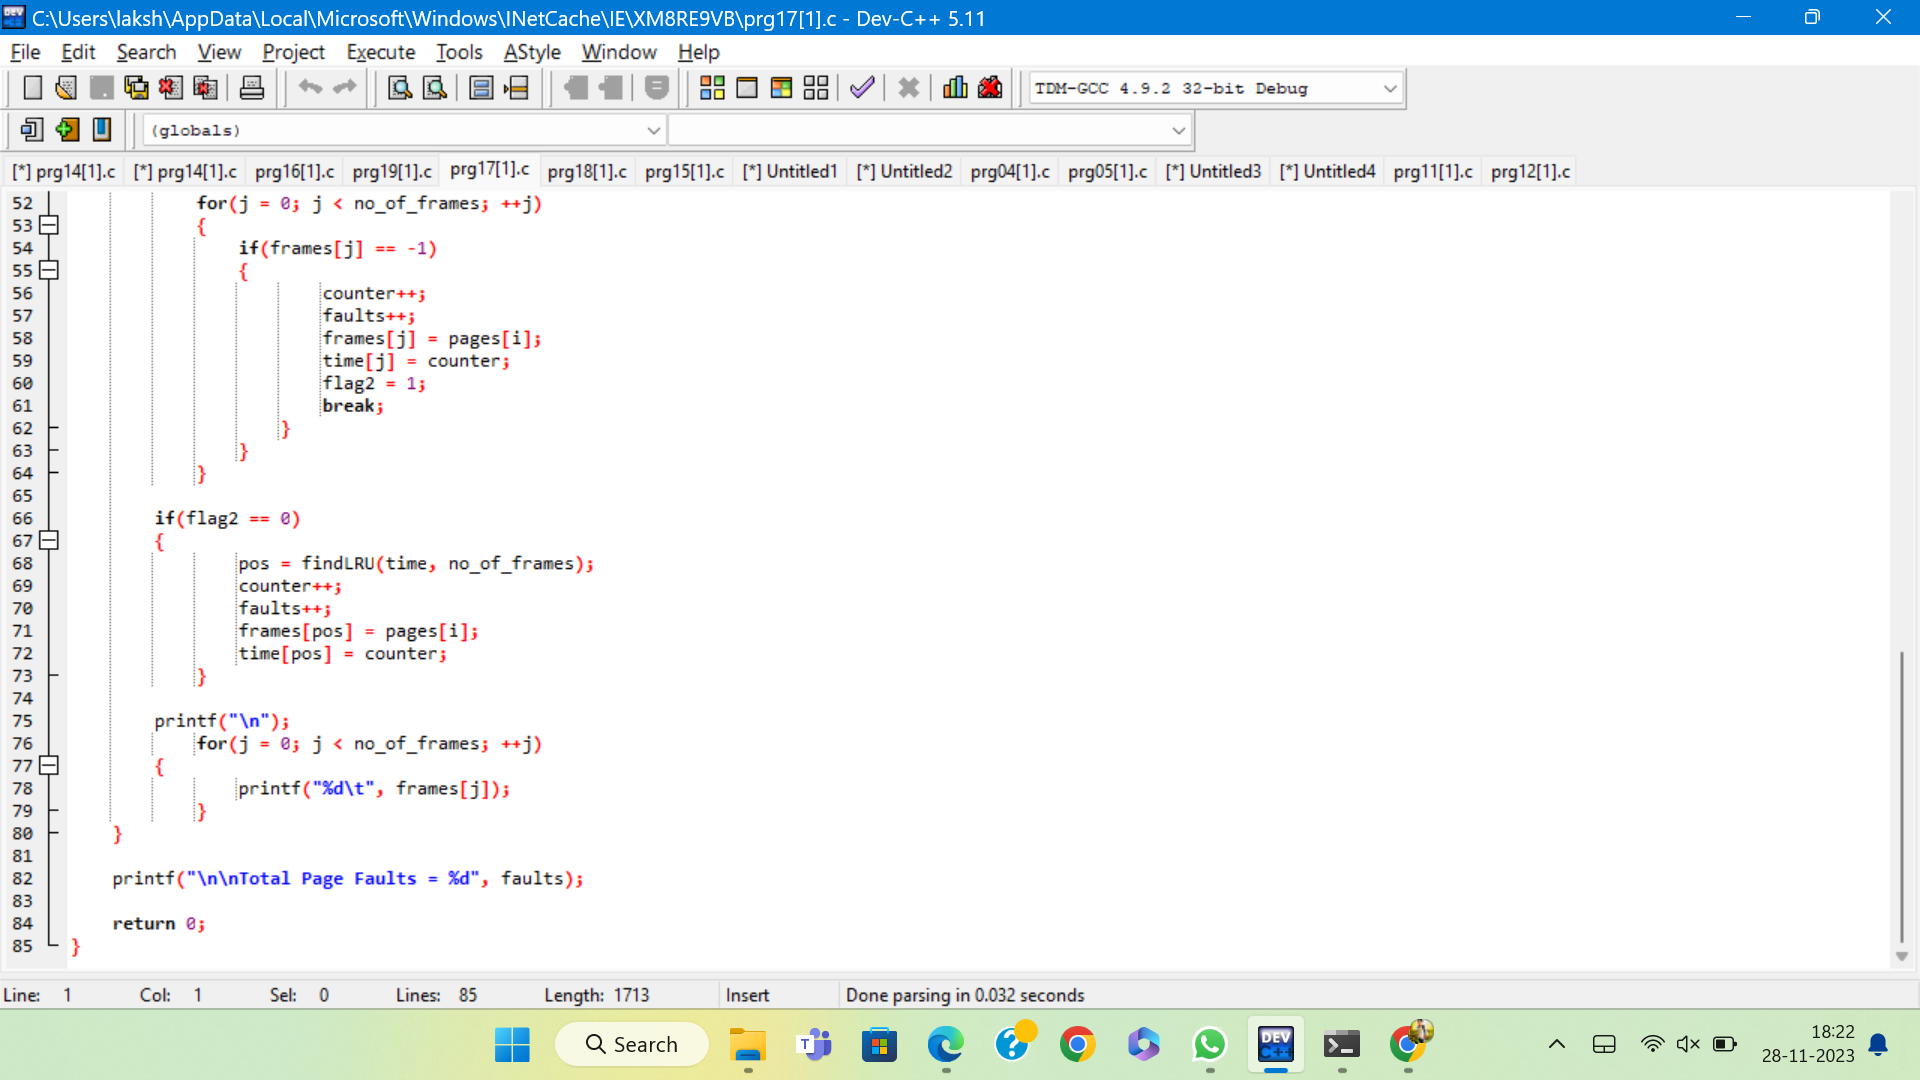 C:\Users\laksh\AppData\Local\Microsoft\Windows\INetCache\IE\XM8RE9VB\prg17[1].c - Dev-C++ 5.11
File Edit Search View Project Execute Tools AStyle Window Help
TDM-GCC 4.9.2 32-bit Debug
(globals)
[*] prg14[1].c [*] prg14[1].c prg16[1].c prg19[1].c prg17[1].c prg18[1].c prg15[1].c [*] Untitled1 [*] Untitled2 prg04[1].c prg05[1].c [*] Untitled3 [*] Untitled4 prg11[1].c prg12[1].c
52 for(j = 0; j < no_of_frames; ++j)
53 {
54 if(frames[j] == -1)
55 {
56 counter++;
57 faults++;
58 frames[j] = pages[i];
59 time[j] = counter;
60 flag2 = 1;
61 break;
62 }
63 }
64 }
65
66 if(flag2 == 0)
67 {
68 pos = findLRU(time, no_of_frames);
69 counter++;
70 faults++;
71 frames[pos] = pages[i];
72 time[pos] = counter;
73 }
74
75 printf("\n");
76 for(j = 0; j < no_of_frames; ++j)
77 {
78 printf("%d\t", frames[j]);
79 }
80 }
81
82 printf("\n\nTotal Page Faults = %d", faults);
83
84 return 0;
85 }
Line: 1 Col: 1 Sel: 0 Lines: 85 Length: 1713 Insert Done parsing in 0.032 seconds
Search
DEV C++
18:22
28-11-2023